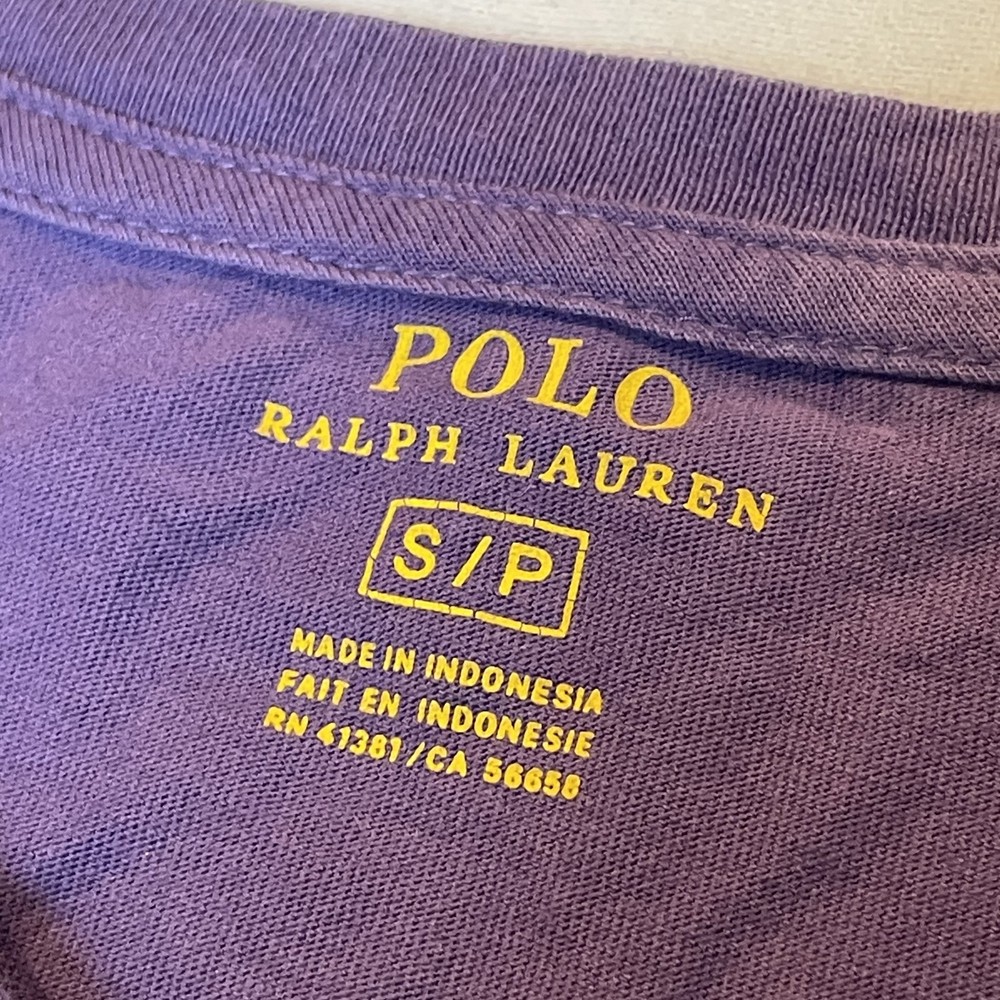 POLO
RALPH LAUREN
S/P
MADE IN INDONESIA
FAIT EN INDONESIE
RN 41381/CA 56658